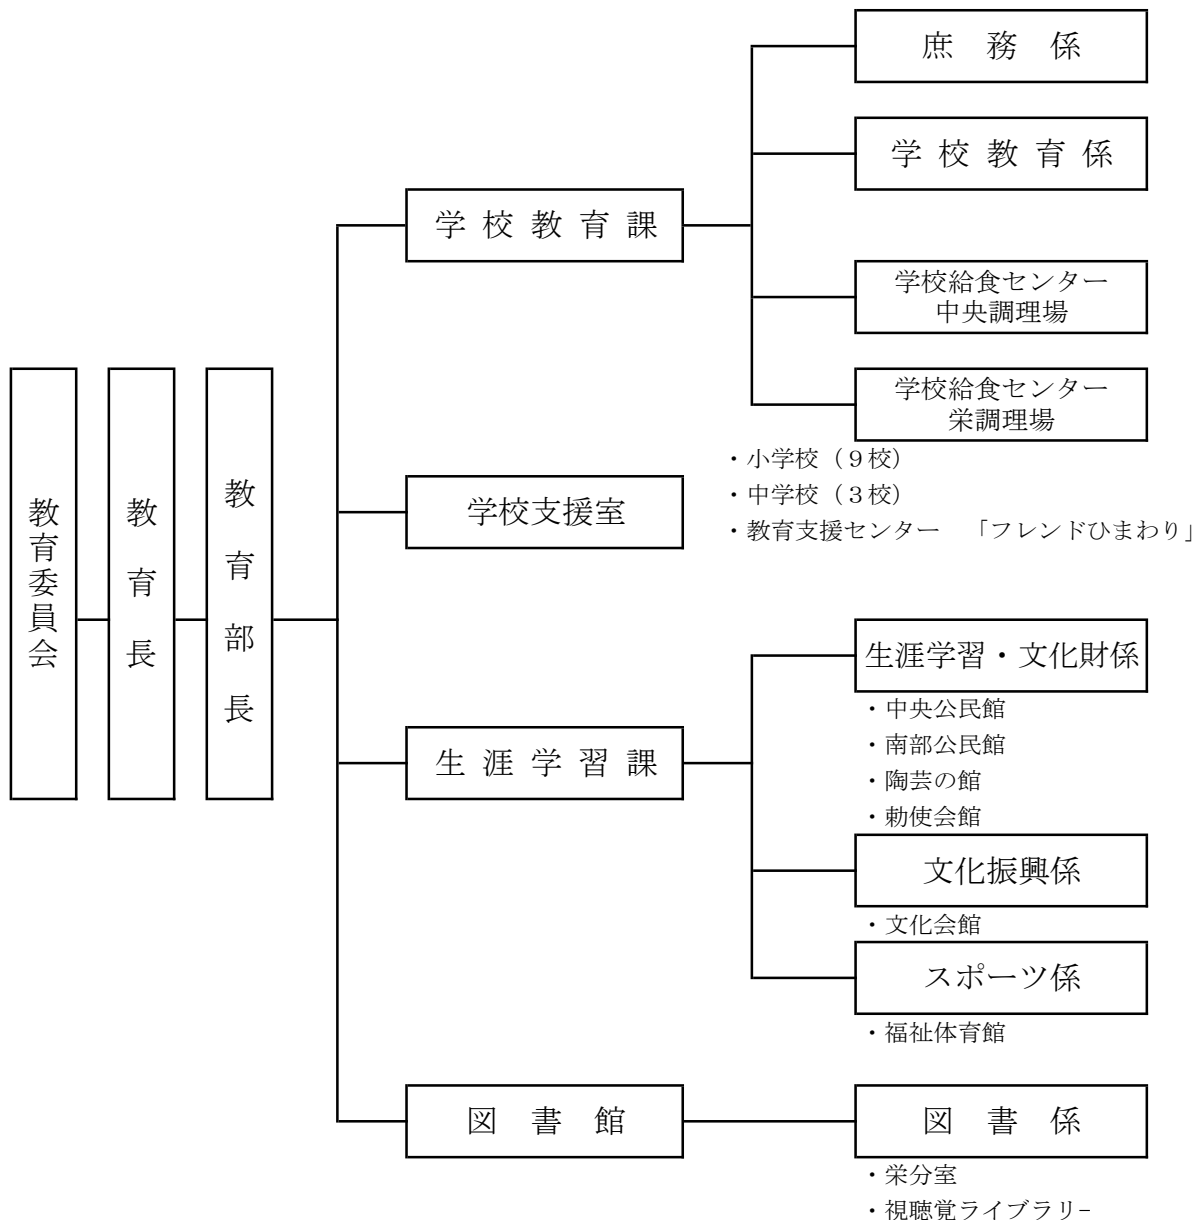 教育委員会
教育長
教育部長
学校教育課
庶務係
学校教育係
学校給食センター
中央調理場
学校給食センター
栄調理場
学校支援室
・小学校（９校）
・中学校（３校）
・教育支援センター　「フレンドひまわり」
生涯学習課
生涯学習・文化財係
・中央公民館
・南部公民館
・陶芸の館
・勅使会館
文化振興係
・文化会館
スポーツ係
・福祉体育館
図書館
図書係
・栄分室
・視聴覚ライブラリ−